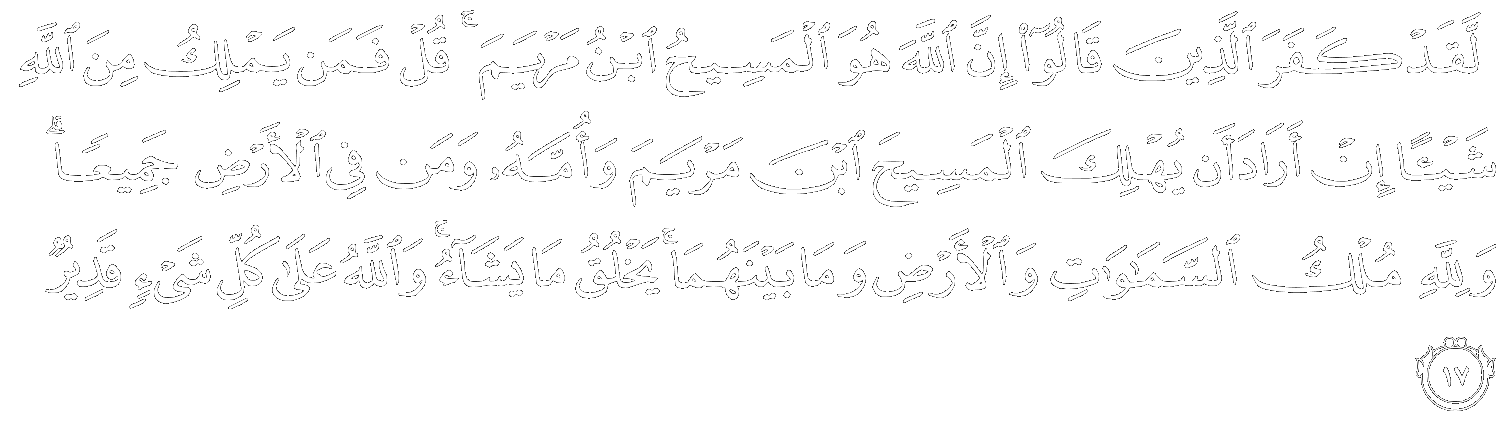 لَّقَدْ كَفَرَ ٱلَّذِينَ قَالُوٓا۟ إِنَّ ٱللَّهَ هُوَ ٱلْمَسِيحُ ٱبْنُ مَرْيَمَ ۚ قُلْ فَمَن يَمْلِكُ مِنَ ٱللَّهِ
شَيْـًٔا إِنْ أَرَادَ أَن يُهْلِكَ ٱلْمَسِيحَ ٱبْنَ مَرْيَمَ وَأُمَّهُۥ وَمَن فِى ٱلْأَرْضِ جَمِيعًا ۗ
وَلِلَّهِ مُلْكُ ٱلسَّمَـٰوَٰتِ وَٱلْأَرْضِ وَمَا بَيْنَهُمَا ۚ يَخْلُقُ مَا يَشَآءُ ۚ وَٱللَّهُ عَلَىٰ كُلِّ شَىْءٍ قَدِيرٌ
١٧